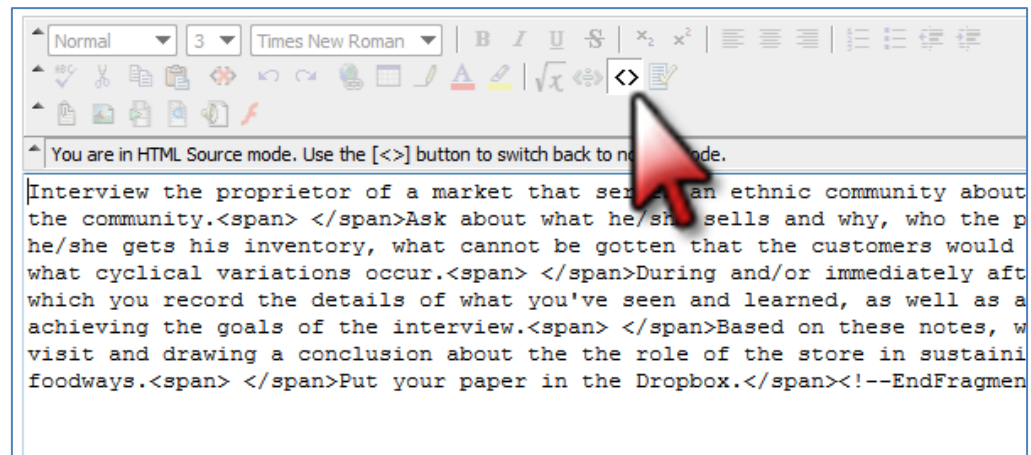 Normal 3 Times New Roman B I U S ×₂ ×²
ABC √x <÷> <>
You are in HTML Source mode. Use the [<>] button to switch back to no de.
Interview the proprietor of a market that ser an ethnic community about
the community.<span> </span>Ask about what he/she sells and why, who the p
he/she gets his inventory, what cannot be gotten that the customers would
what cyclical variations occur.<span> </span>During and/or immediately aft
which you record the details of what you've seen and learned, as well as a
achieving the goals of the interview.<span> </span>Based on these notes, w
visit and drawing a conclusion about the the role of the store in sustaini
foodways.<span> </span>Put your paper in the Dropbox.</span><!--EndFragmen